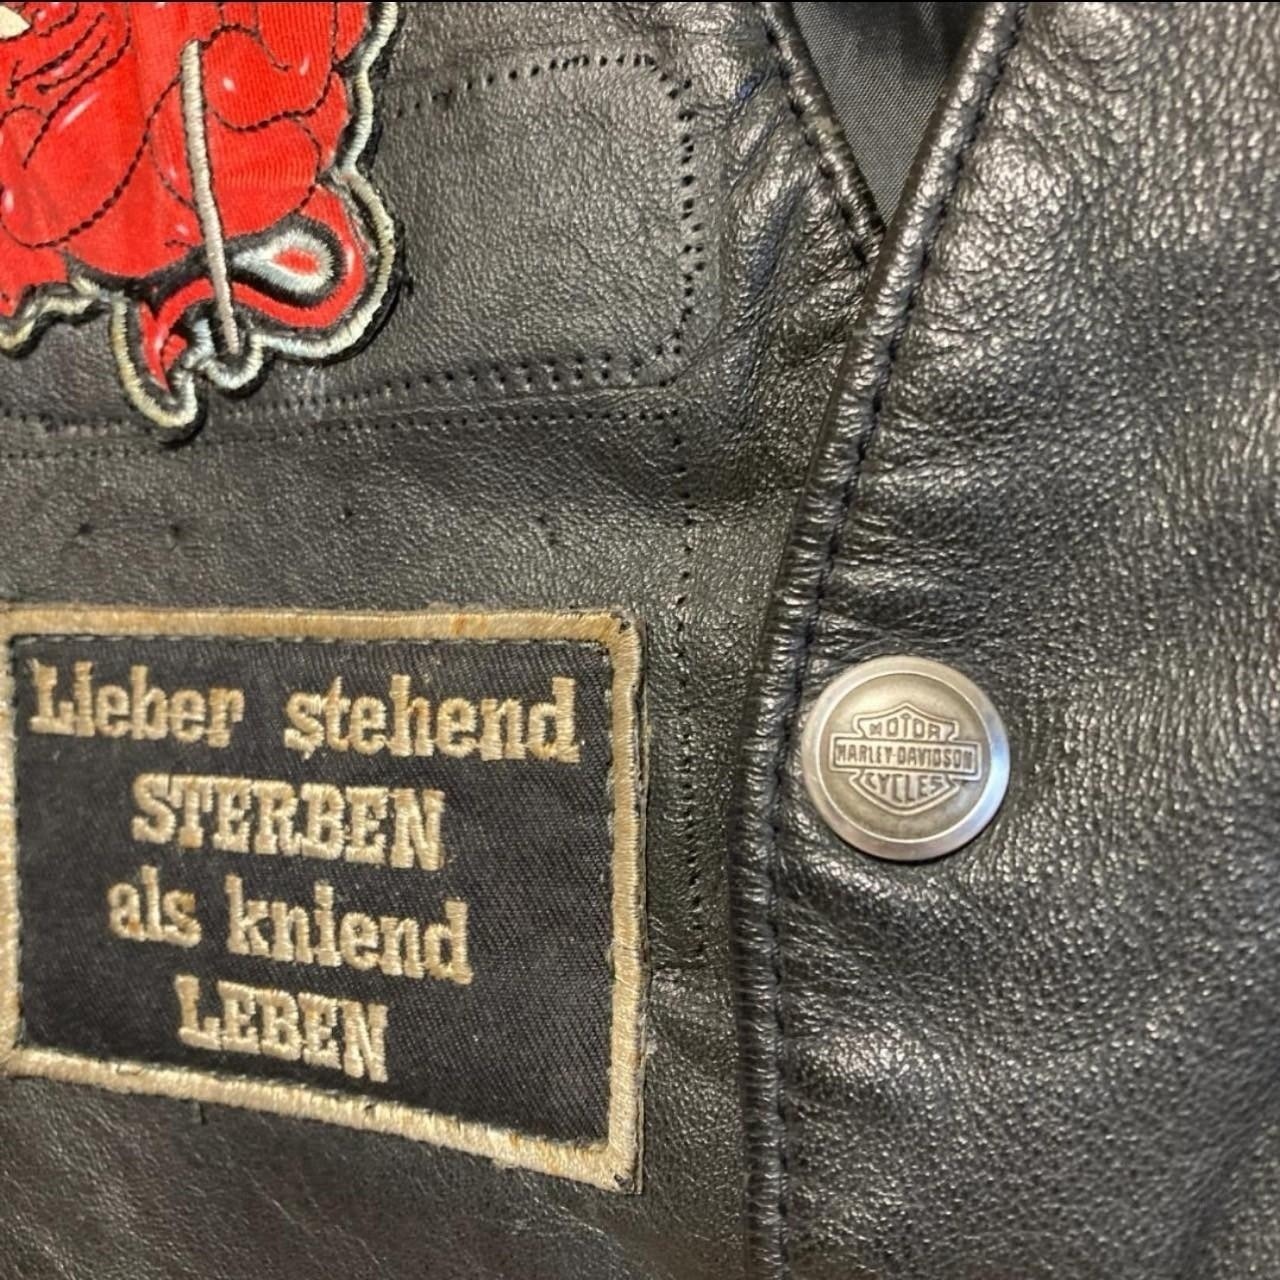 Lieber stehend
STERBEN
als kniend
LEBEN
MOTOR
HARLEY-DAVIDSON
CYCLES